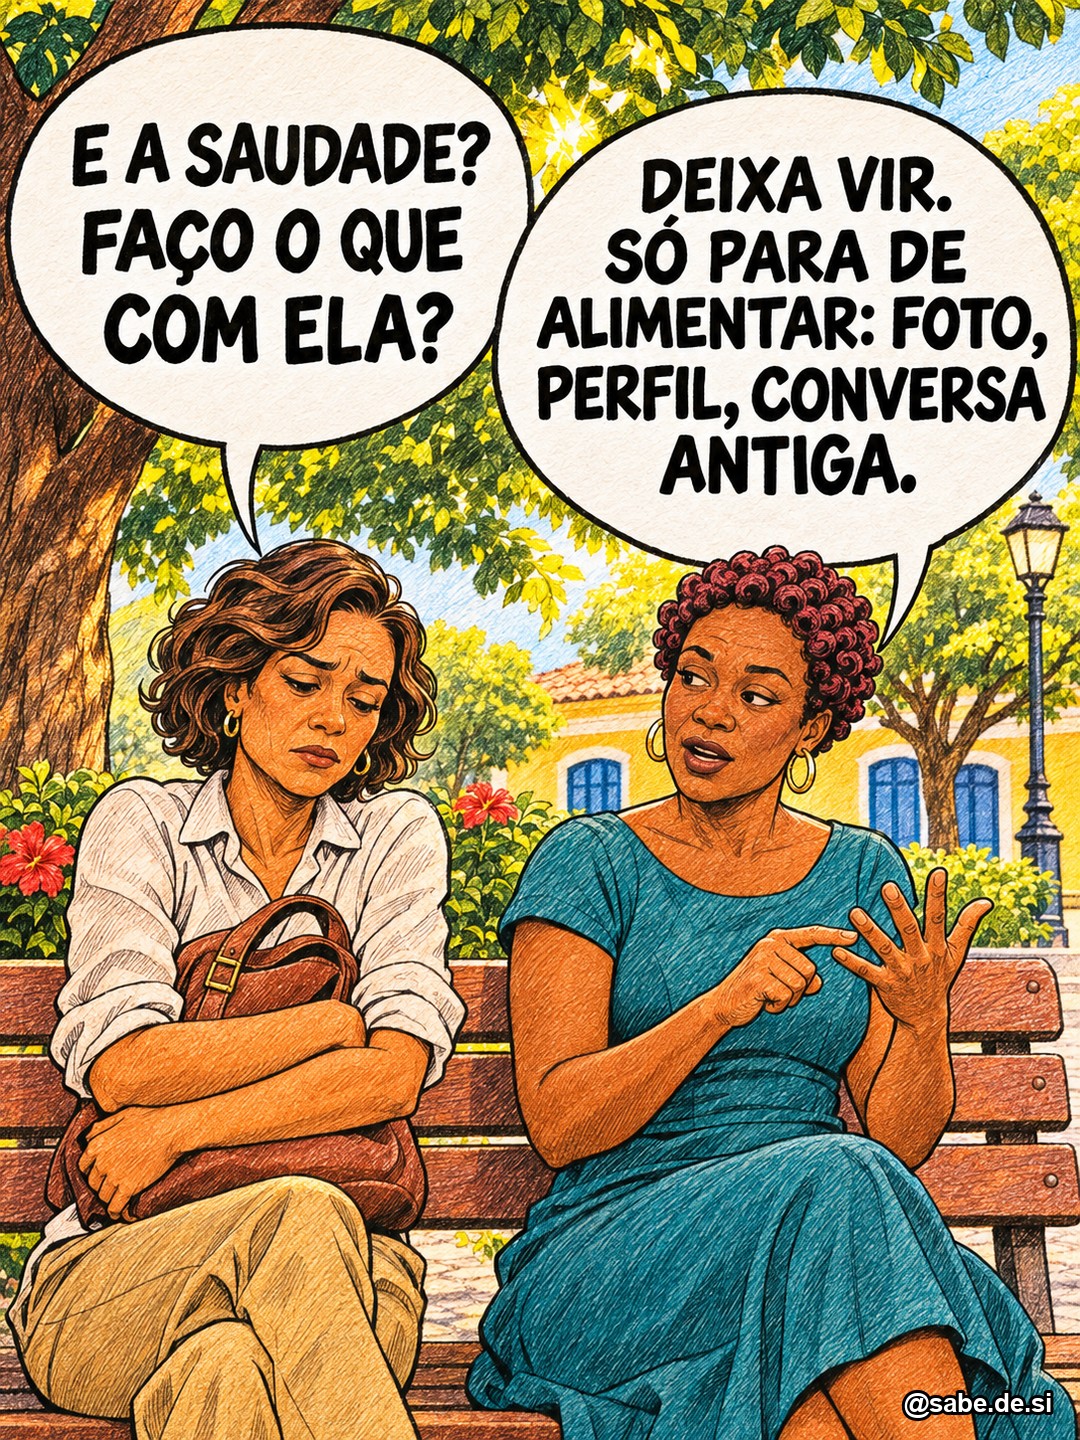 E A SAUDADE?
FAÇO O QUE
COM ELA?
DEIXA VIR.
SÓ PARA DE
ALIMENTAR: FOTO,
PERFIL, CONVERSA
ANTIGA.
@sabe.de.si